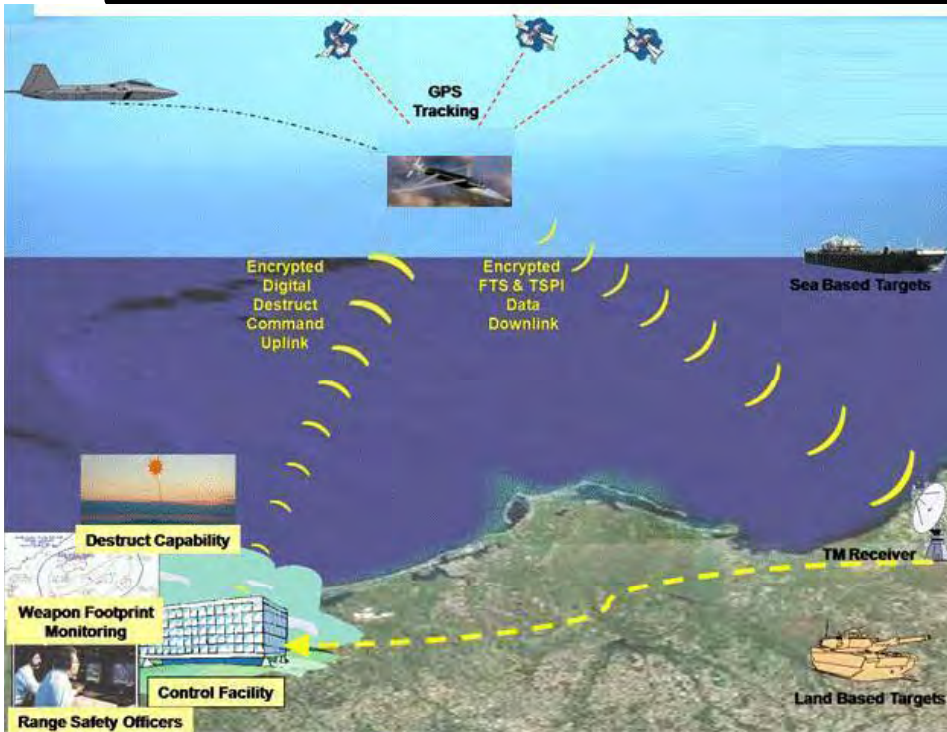 GPS
Tracking
Encrypted
Digital
Destruct
Command
Uplink
Encrypted
FTS & TSPI
Data
Downlink
Sea Based Targets
Destruct Capability
TM Receiver
Weapon Footprint
Monitoring
Control Facility
Range Safety Officers
Land Based Targets